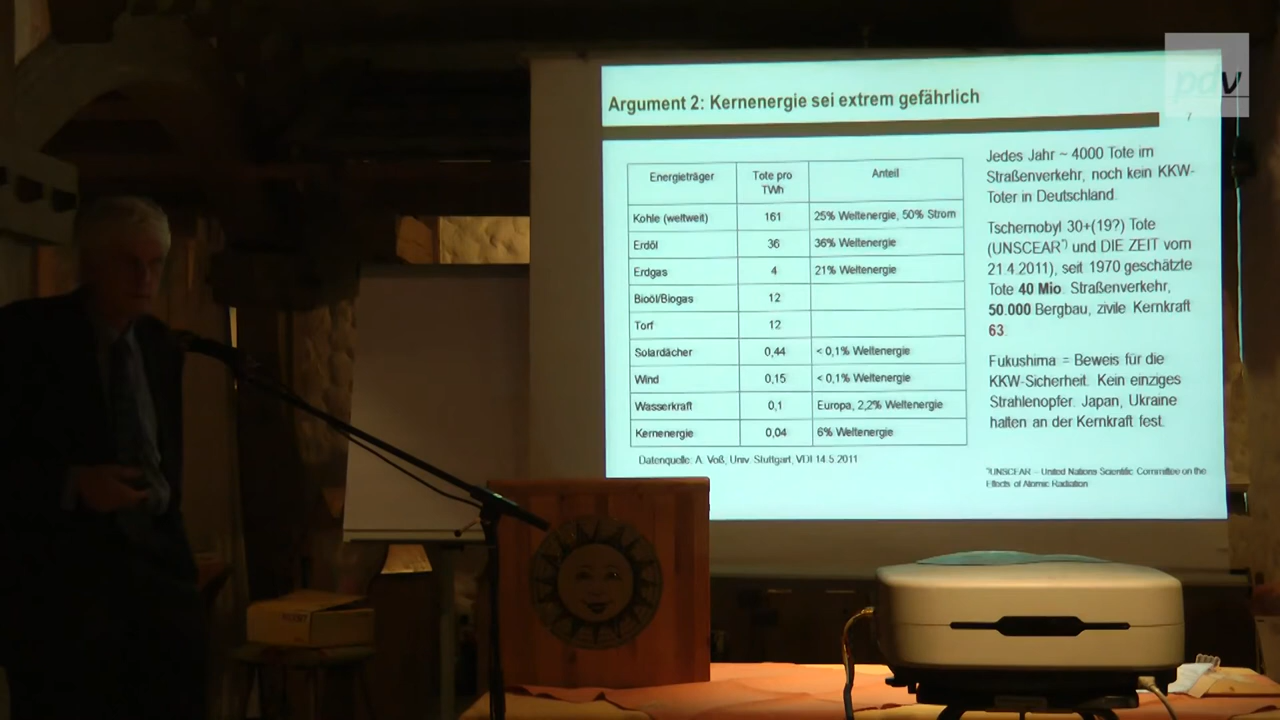 pdv
Argument 2: Kernenergie sei extrem gefährlich
7
Energieträger Tote pro TWh Anteil
Kohle (weltweit) 161 25% Weltenergie, 50% Strom
Erdöl 36 36% Weltenergie
Erdgas 4 21% Weltenergie
Bioöl/Biogas 12
Torf 12
Solardächer 0,44 < 0,1% Weltenergie
Wind 0,15 < 0,1% Weltenergie
Wasserkraft 0,1 Europa, 2,2% Weltenergie
Kernenergie 0,04 6% Weltenergie
Datenquelle: A. Voß, Univ. Stuttgart, VDI 14.5.2011
Jedes Jahr ~ 4000 Tote im
Straßenverkehr, noch kein KKW-
Toter in Deutschland.
Tschernobyl 30+(19?) Tote
(UNSCEAR*) und DIE ZEIT vom
21.4.2011), seit 1970 geschätzte
Tote 40 Mio. Straßenverkehr,
50.000 Bergbau, zivile Kernkraft
63.
Fukushima = Beweis für die
KKW-Sicherheit. Kein einziges
Strahlenopfer. Japan, Ukraine
halten an der Kernkraft fest.
*)UNSCEAR – United Nations Scientific Committee on the
Effects of Atomic Radiation